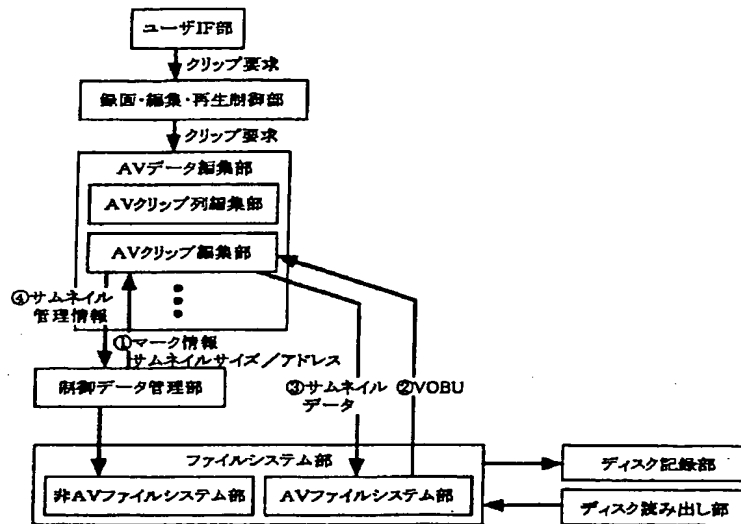 ユーザIF部
クリップ要求
録画・編集・再生制御部
クリップ要求
AVデータ編集部
AVクリップ列編集部
AVクリップ編集部
④サムネイル
管理情報
①マーク情報
サムネイルサイズ/アドレス
制御データ管理部
③サムネイル
データ
②VOBU
ファイルシステム部
非AVファイルシステム部
AVファイルシステム部
ディスク記録部
ディスク読み出し部